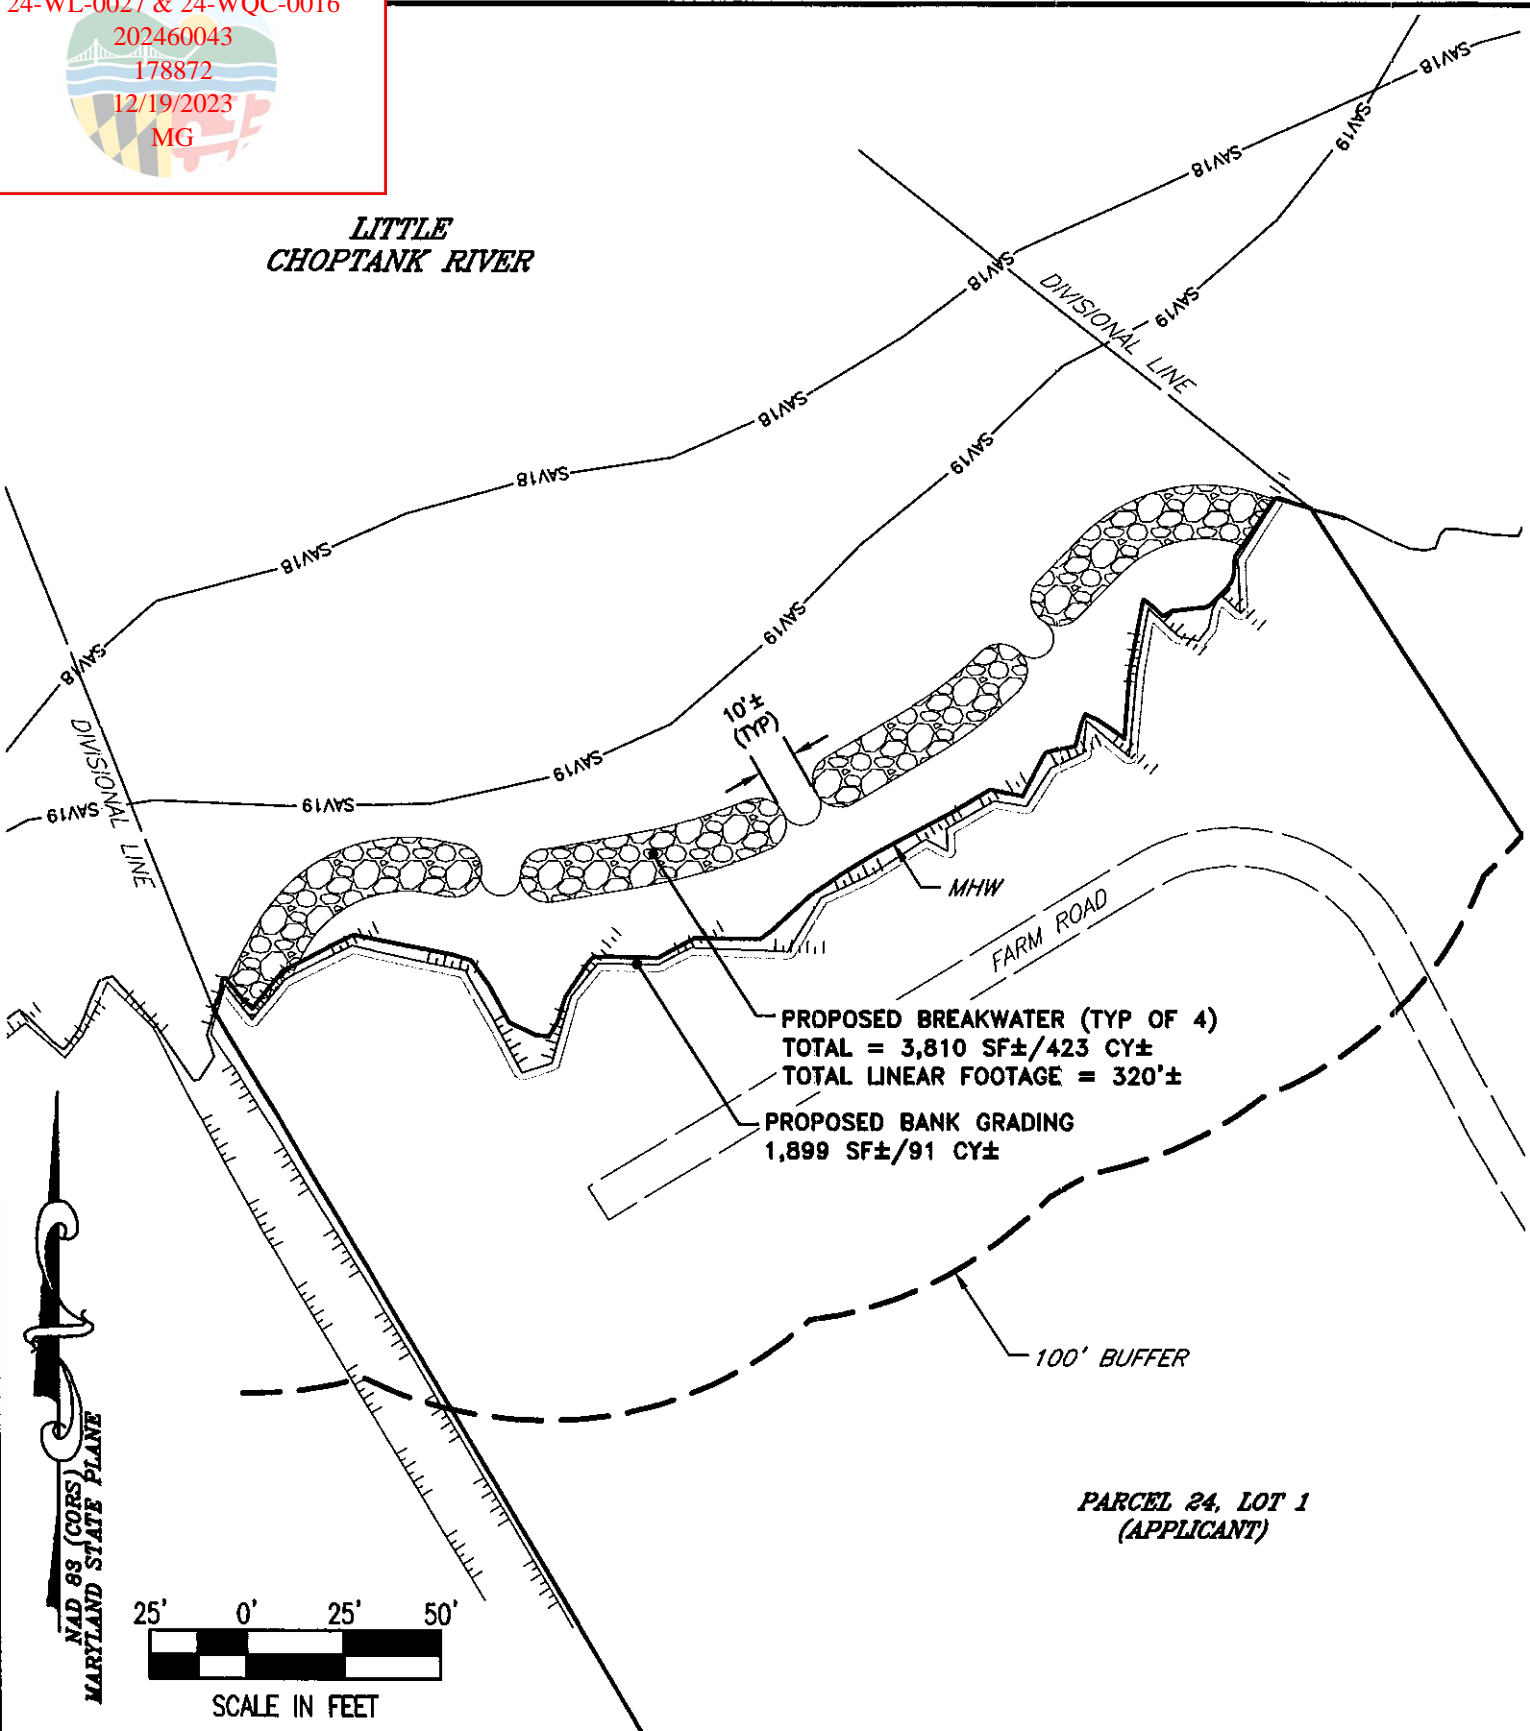 24-WL-0027 & 24-WQC-0016
202460043
178872
12/19/2023
MG
LITTLE
CHOPTANK RIVER
SAV18
SAV19
SAV18
SAV18
DIVISIONAL LINE
SAV19
SAV18
SAV19
SAV18
SAV18
SAV19
SAV18
DIVISIONAL LINE
10'±
(TYP)
SAV19
SAV19
SAV19
MHW
FARM ROAD
PROPOSED BREAKWATER (TYP OF 4)
TOTAL = 3,810 SF±/423 CY±
TOTAL LINEAR FOOTAGE = 320'±
PROPOSED BANK GRADING
1,899 SF±/91 CY±
100' BUFFER
PARCEL 24, LOT 1
(APPLICANT)
NAD 83 (CORS)
MARYLAND STATE PLANE
25' 0' 25' 50'
SCALE IN FEET